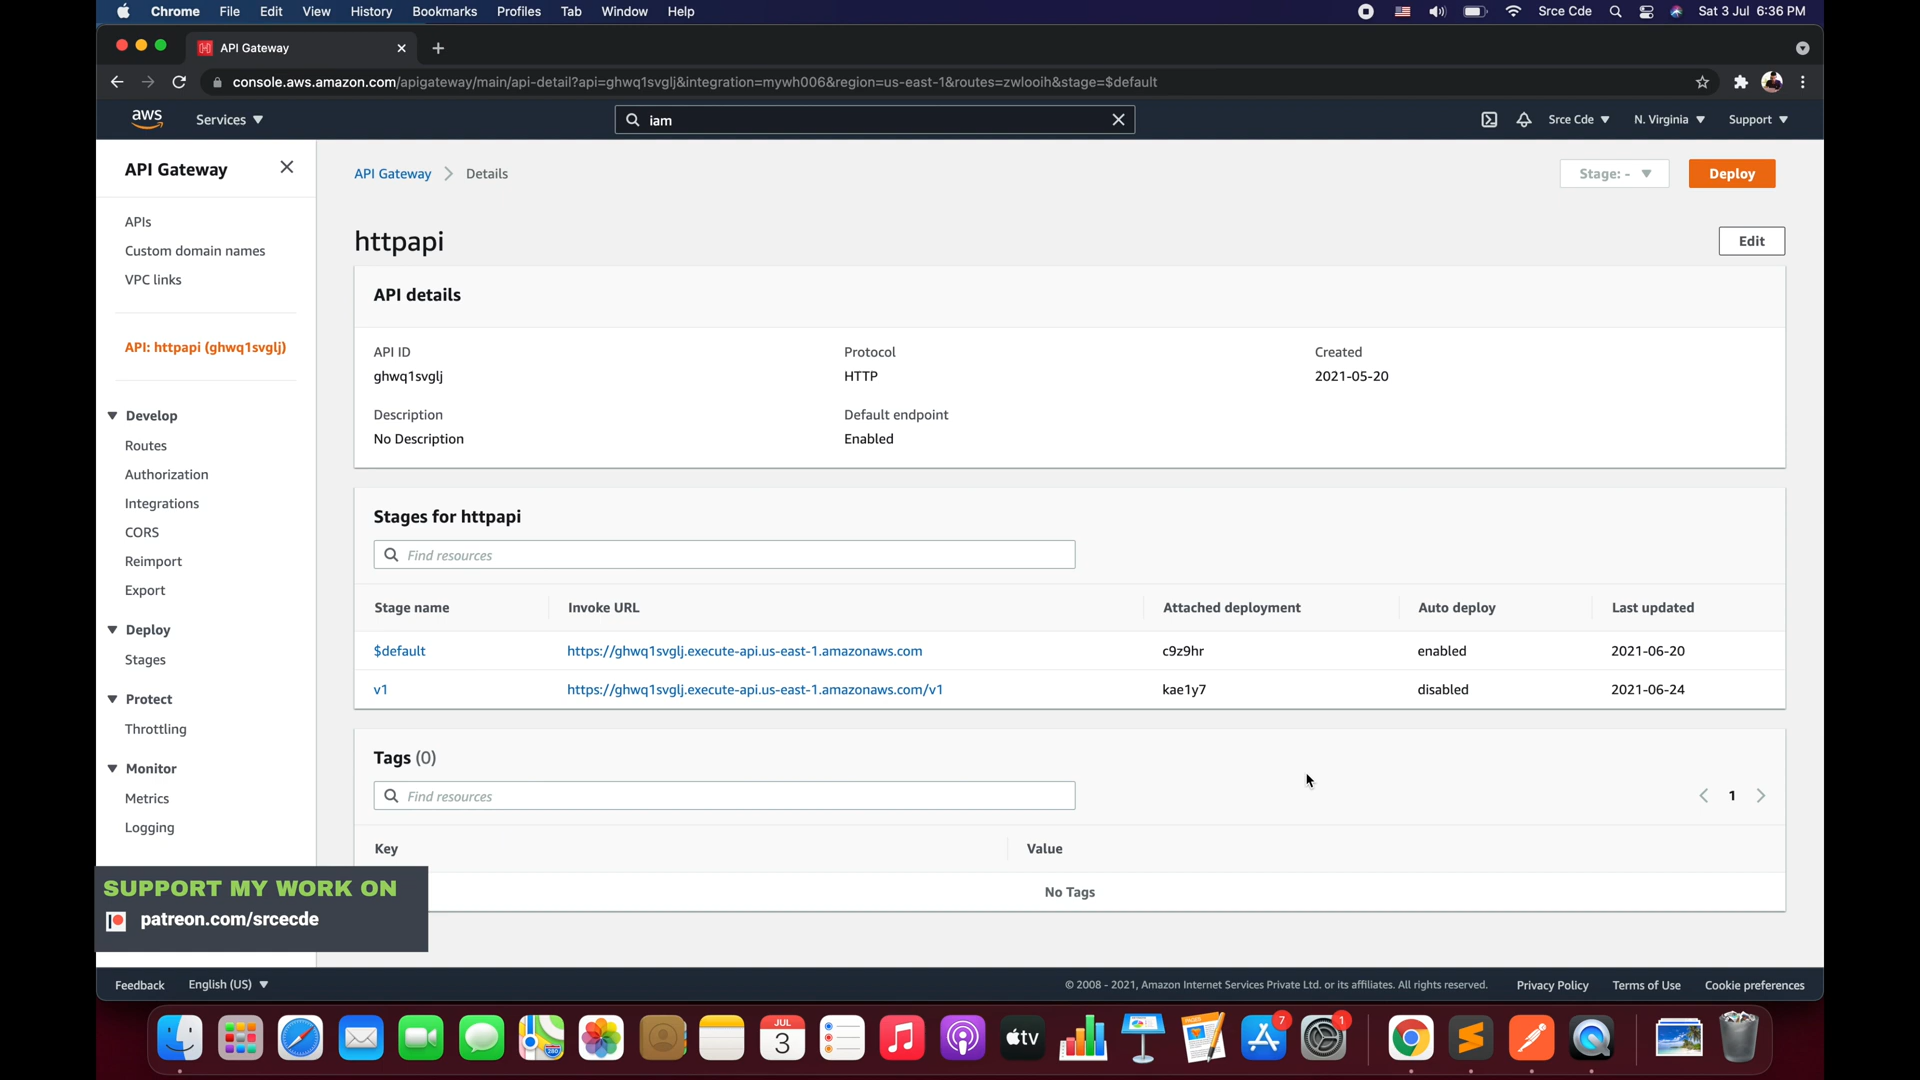 Chrome File Edit View History Bookmarks Profiles Tab Window Help Srce Cde Sat 3 Jul 6:36 PM
API Gateway
console.aws.amazon.com/apigateway/main/api-detail?api=ghwq1svglj&integration=mywh006&region=us-east-1&routes=zwlooih&stage=$default
aws Services iam Srce Cde N. Virginia Support
API Gateway
APIs
Custom domain names
VPC links
API: httpapi (ghwq1svglj)
Develop
Routes
Authorization
Integrations
CORS
Reimport
Export
Deploy
Stages
Protect
Throttling
Monitor
Metrics
Logging
API Gateway Details
Stage: - Deploy
httpapi Edit
API details
API ID Protocol Created
ghwq1svglj HTTP 2021-05-20
Description Default endpoint
No Description Enabled
Stages for httpapi
Find resources
Stage name Invoke URL Attached deployment Auto deploy Last updated
$default https://ghwq1svglj.execute-api.us-east-1.amazonaws.com c9z9hr enabled 2021-06-20
v1 https://ghwq1svglj.execute-api.us-east-1.amazonaws.com/v1 kae1y7 disabled 2021-06-24
Tags (0)
Find resources 1
Key Value
No Tags
SUPPORT MY WORK ON
patreon.com/srcecde
Feedback English (US) © 2008 - 2021, Amazon Internet Services Private Ltd. or its affiliates. All rights reserved. Privacy Policy Terms of Use Cookie preferences
JUL
3
tv
7
1